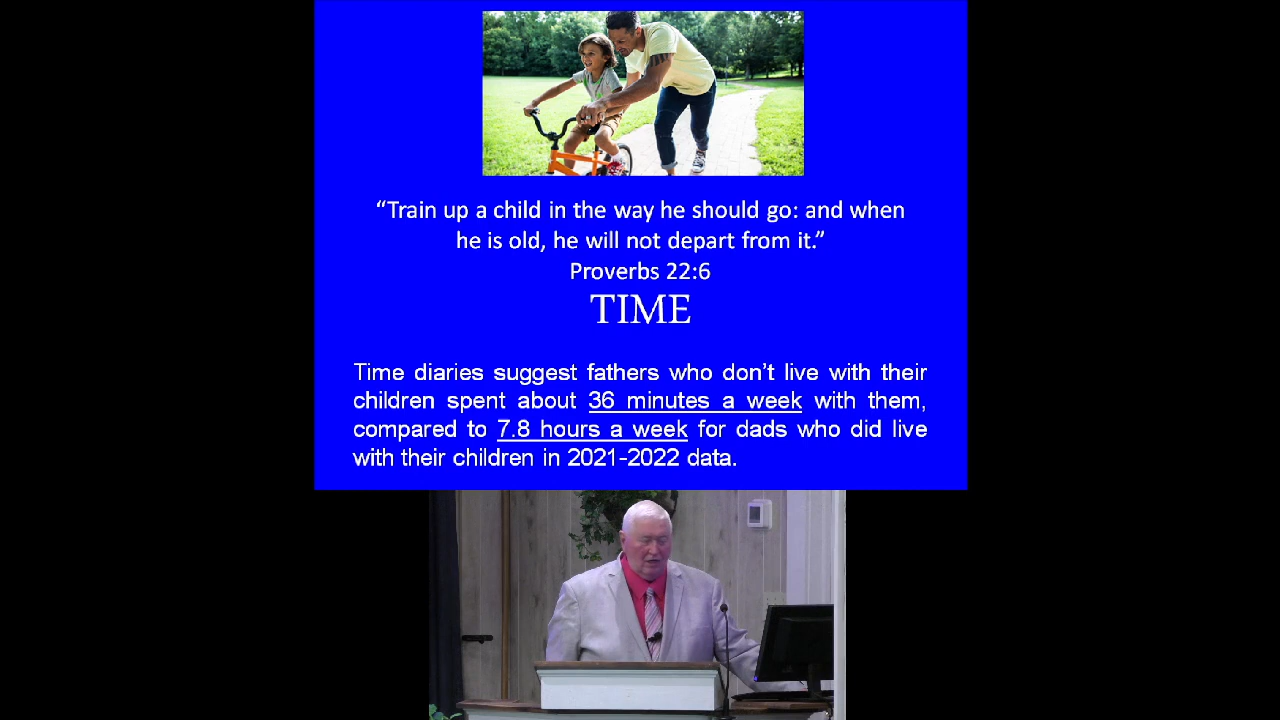 “Train up a child in the way he should go: and when
he is old, he will not depart from it.”
Proverbs 22:6
TIME
Time diaries suggest fathers who don’t live with their
children spent about 36 minutes a week with them,
compared to 7.8 hours a week for dads who did live
with their children in 2021-2022 data.